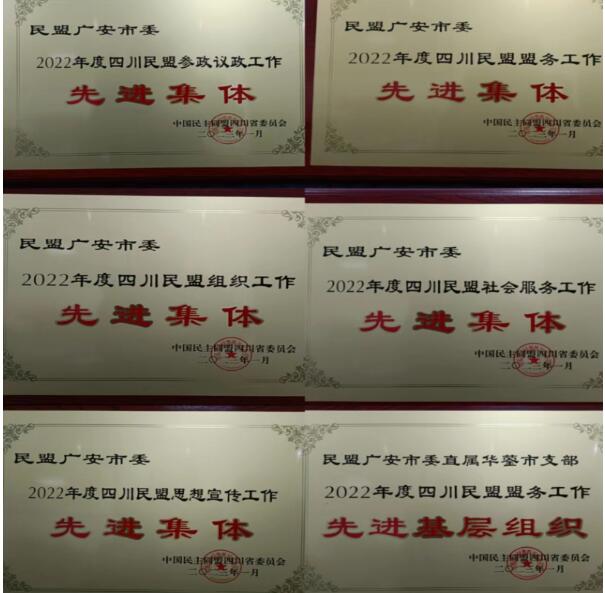 民盟广安市委
2022年度四川民盟参政议政工作
先进集体
中国民主同盟四川省委员会
二〇二三年一月
民盟广安市委
2022年度四川民盟盟务工作
先进集体
中国民主同盟四川省委员会
二〇二三年一月
民盟广安市委
2022年度四川民盟组织工作
先进集体
中国民主同盟四川省委员会
二〇二三年一月
民盟广安市委
2022年度四川民盟社会服务工作
先进集体
中国民主同盟四川省委员会
二〇二三年一月
民盟广安市委
2022年度四川民盟思想宣传工作
先进集体
中国民主同盟四川省委员会
二〇二三年一月
民盟广安市委直属华蓥市支部
2022年度四川民盟盟务工作
先进基层组织
中国民主同盟四川省委员会
二〇二三年一月